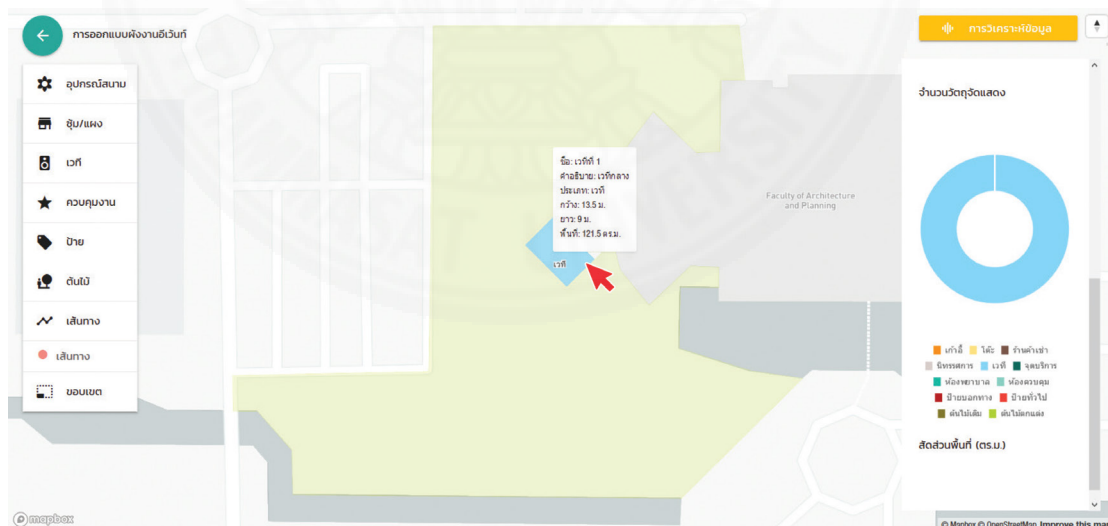 การออกแบบผังงานอีเว้นท์
อุปกรณ์สนาม
ซุ้ม/แผง
เวที
ควบคุมงาน
ป้าย
ต้นไม้
เส้นทาง
เส้นทาง
ขอบเขต
ชื่อ: เวทีที่ 1
คำอธิบาย: เวทีกลาง
ประเภท: เวที
กว้าง: 13.5 ม.
ยาว: 9 ม.
พื้นที่: 121.5 ตร.ม.
เวที
Faculty of Architecture
and Planning
การวิเคราะห์ข้อมูล
จำนวนวัตถุจัดแสดง
เก้าอี้ โต๊ะ ร้านค้าเช่า
นิทรรศการ เวที จุดบริการ
ห้องพยาบาล ห้องควบคุม
ป้ายบอกทาง ป้ายทั่วไป
ต้นไม้เดิม ต้นไม้ตกแต่ง
สัดส่วนพื้นที่ (ตร.ม.)
mapbox
© Mapbox © OpenStreetMap Improve this map